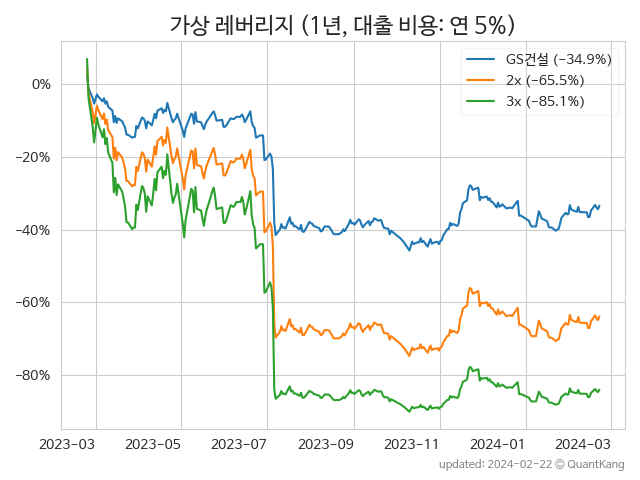 가상 레버리지 (1년, 대출 비용: 연 5%)
GS건설 (−34.9%)
2x (−65.5%)
3x (−85.1%)
0%
−20%
−40%
−60%
−80%
2023-03 2023-05 2023-07 2023-09 2023-11 2024-01 2024-03
updated: 2024-02-22 © QuantKang